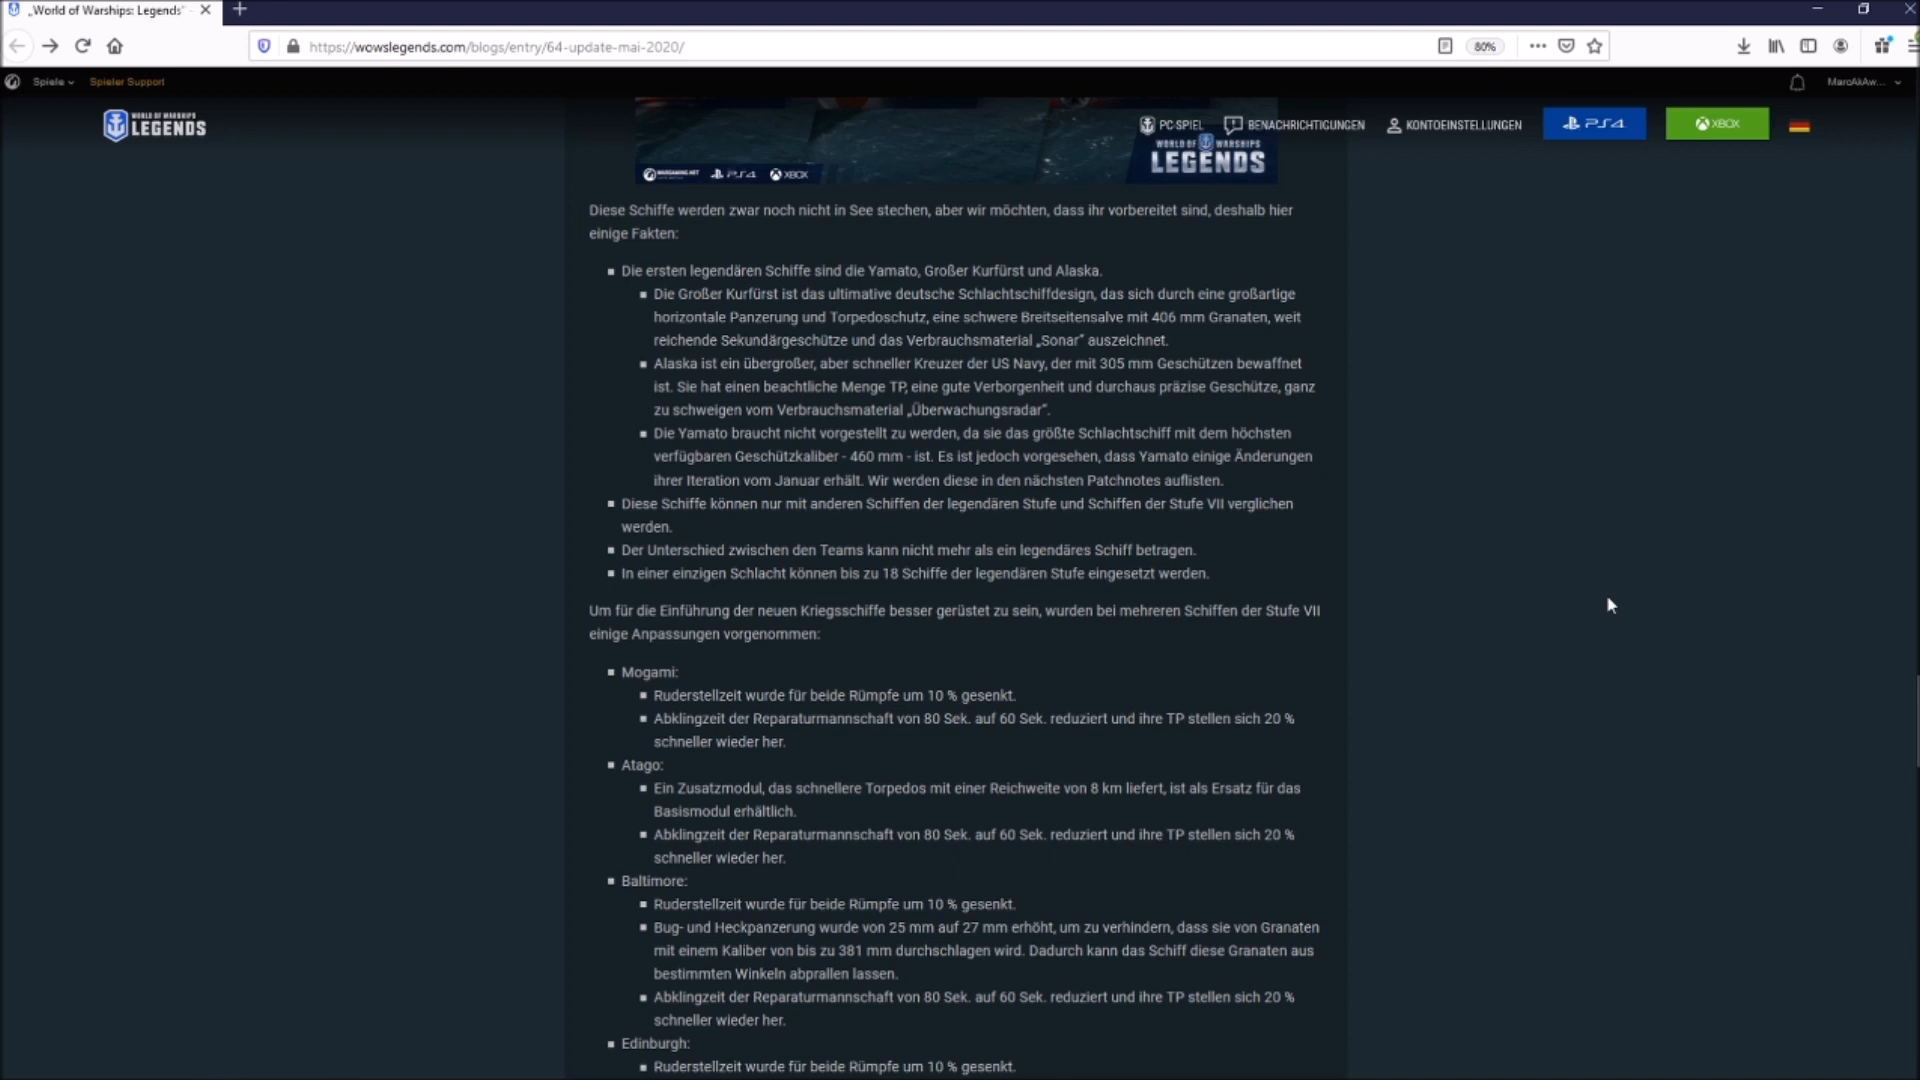 „World of Warships: Legends“
https://wowslegends.com/blogs/entry/64-update-mai-2020/
80%
Spiele
Spieler Support
MaroAkAw...
WORLD OF WARSHIPS
LEGENDS
PC-SPIEL
BENACHRICHTIGUNGEN
KONTOEINSTELLUNGEN
PS4
XBOX
WORLD OF WARSHIPS
LEGENDS
WARGAMING.NET PS4 XBOX
Diese Schiffe werden zwar noch nicht in See stechen, aber wir möchten, dass ihr vorbereitet sind, deshalb hier
einige Fakten:
Die ersten legendären Schiffe sind die Yamato, Großer Kurfürst und Alaska.
Die Großer Kurfürst ist das ultimative deutsche Schlachtschiffdesign, das sich durch eine großartige
horizontale Panzerung und Torpedoschutz, eine schwere Breitseitensalve mit 406 mm Granaten, weit
reichende Sekundärgeschütze und das Verbrauchsmaterial „Sonar“ auszeichnet.
Alaska ist ein übergroßer, aber schneller Kreuzer der US Navy, der mit 305 mm Geschützen bewaffnet
ist. Sie hat einen beachtliche Menge TP, eine gute Verborgenheit und durchaus präzise Geschütze, ganz
zu schweigen vom Verbrauchsmaterial „Überwachungsradar“.
Die Yamato braucht nicht vorgestellt zu werden, da sie das größte Schlachtschiff mit dem höchsten
verfügbaren Geschützkaliber - 460 mm - ist. Es ist jedoch vorgesehen, dass Yamato einige Änderungen
ihrer Iteration vom Januar erhält. Wir werden diese in den nächsten Patchnotes auflisten.
Diese Schiffe können nur mit anderen Schiffen der legendären Stufe und Schiffen der Stufe VII verglichen
werden.
Der Unterschied zwischen den Teams kann nicht mehr als ein legendäres Schiff betragen.
In einer einzigen Schlacht können bis zu 18 Schiffe der legendären Stufe eingesetzt werden.
Um für die Einführung der neuen Kriegsschiffe besser gerüstet zu sein, wurden bei mehreren Schiffen der Stufe VII
einige Anpassungen vorgenommen:
Mogami:
Ruderstellzeit wurde für beide Rümpfe um 10 % gesenkt.
Abklingzeit der Reparaturmannschaft von 80 Sek. auf 60 Sek. reduziert und ihre TP stellen sich 20 %
schneller wieder her.
Atago:
Ein Zusatzmodul, das schnellere Torpedos mit einer Reichweite von 8 km liefert, ist als Ersatz für das
Basismodul erhältlich.
Abklingzeit der Reparaturmannschaft von 80 Sek. auf 60 Sek. reduziert und ihre TP stellen sich 20 %
schneller wieder her.
Baltimore:
Ruderstellzeit wurde für beide Rümpfe um 10 % gesenkt.
Bug- und Heckpanzerung wurde von 25 mm auf 27 mm erhöht, um zu verhindern, dass sie von Granaten
mit einem Kaliber von bis zu 381 mm durchschlagen wird. Dadurch kann das Schiff diese Granaten aus
bestimmten Winkeln abprallen lassen.
Abklingzeit der Reparaturmannschaft von 80 Sek. auf 60 Sek. reduziert und ihre TP stellen sich 20 %
schneller wieder her.
Edinburgh:
Ruderstellzeit wurde für beide Rümpfe um 10 % gesenkt.